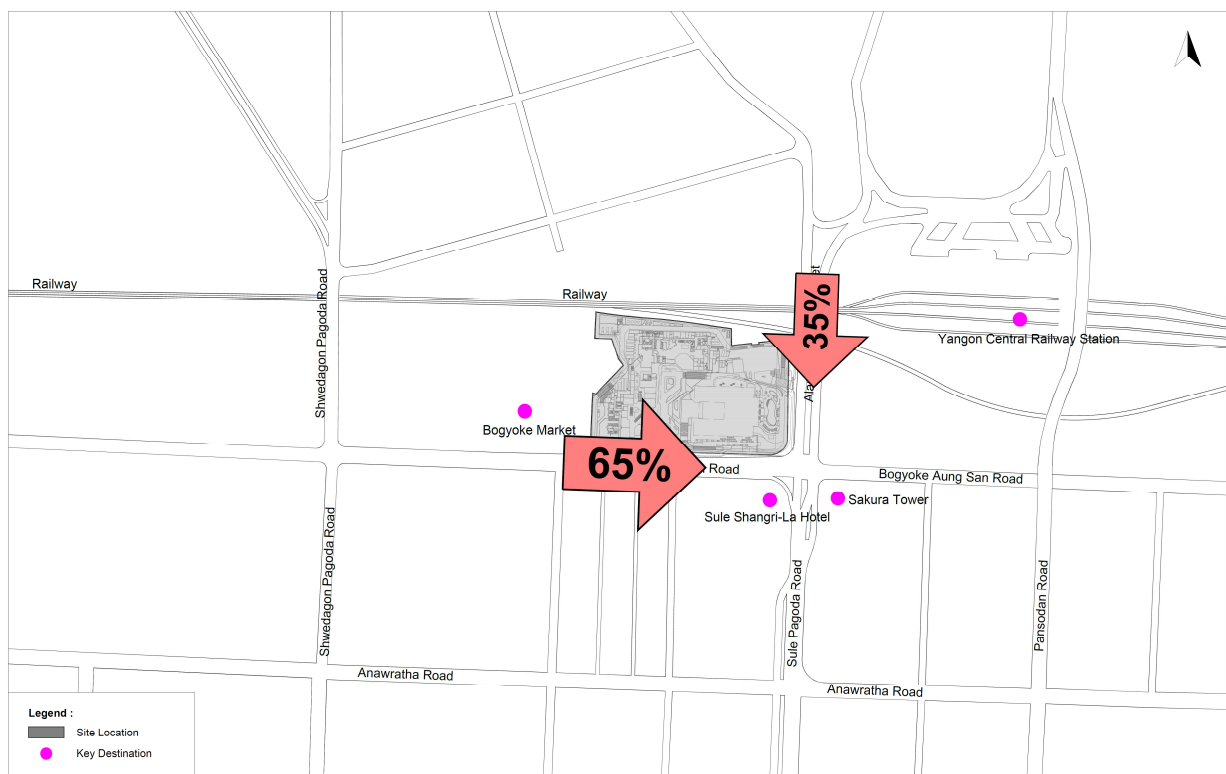 Railway
Railway
Shwedagon Pagoda Road
35%
Yangon Central Railway Station
Bogyoke Market
65%
Road
Bogyoke Aung San Road
Sule Shangri-La Hotel
Sakura Tower
Shwedagon Pagoda Road
Sule Pagoda Road
Pansodan Road
Anawratha Road
Anawratha Road
Legend :
Site Location
Key Destination